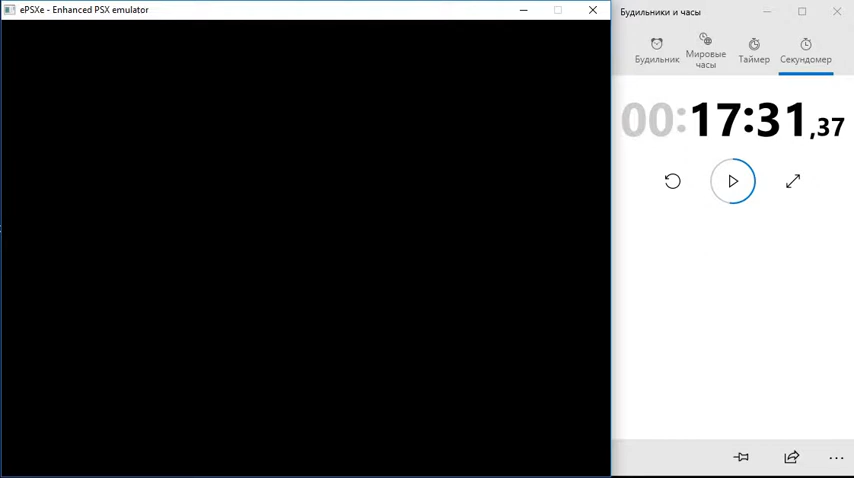 ePSXe - Enhanced PSX emulator
Будильники и часы
Будильник
Мировые часы
Таймер
Секундомер
00:17:31,37